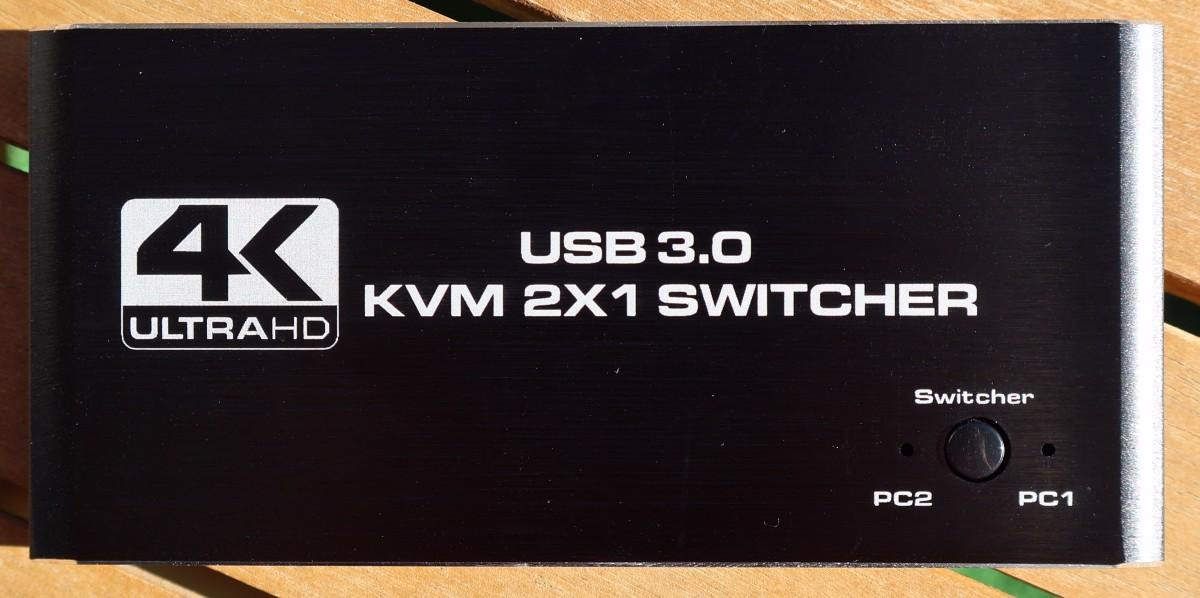 4K
ULTRAHD
USB 3.0
KVM 2X1 SWITCHER
Switcher
PC2 PC1